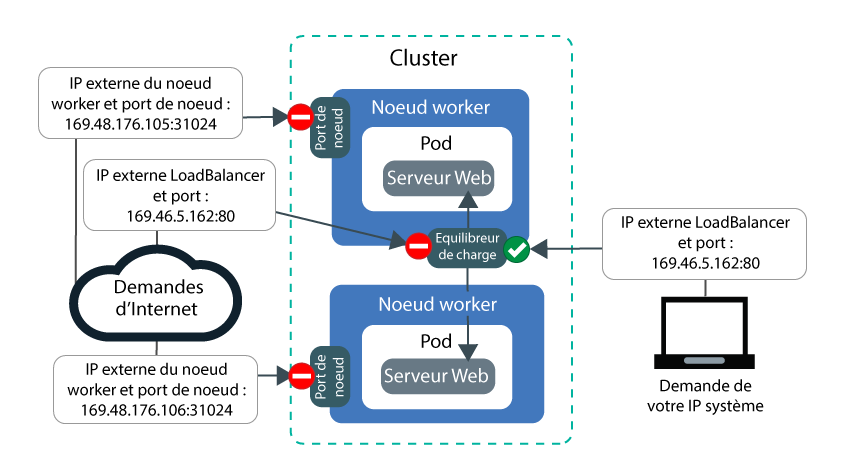 Cluster
IP externe du noeud
worker et port de noeud :
169.48.176.105:31024
Port de
noeud
Noeud worker
Pod
Serveur Web
IP externe LoadBalancer
et port :
169.46.5.162:80
Equilibreur
de charge
IP externe LoadBalancer
et port :
169.46.5.162:80
Demandes
d’Internet
Noeud worker
Pod
Serveur Web
Port de
noeud
IP externe du noeud
worker et port de noeud :
169.48.176.106:31024
Demande de
votre IP système